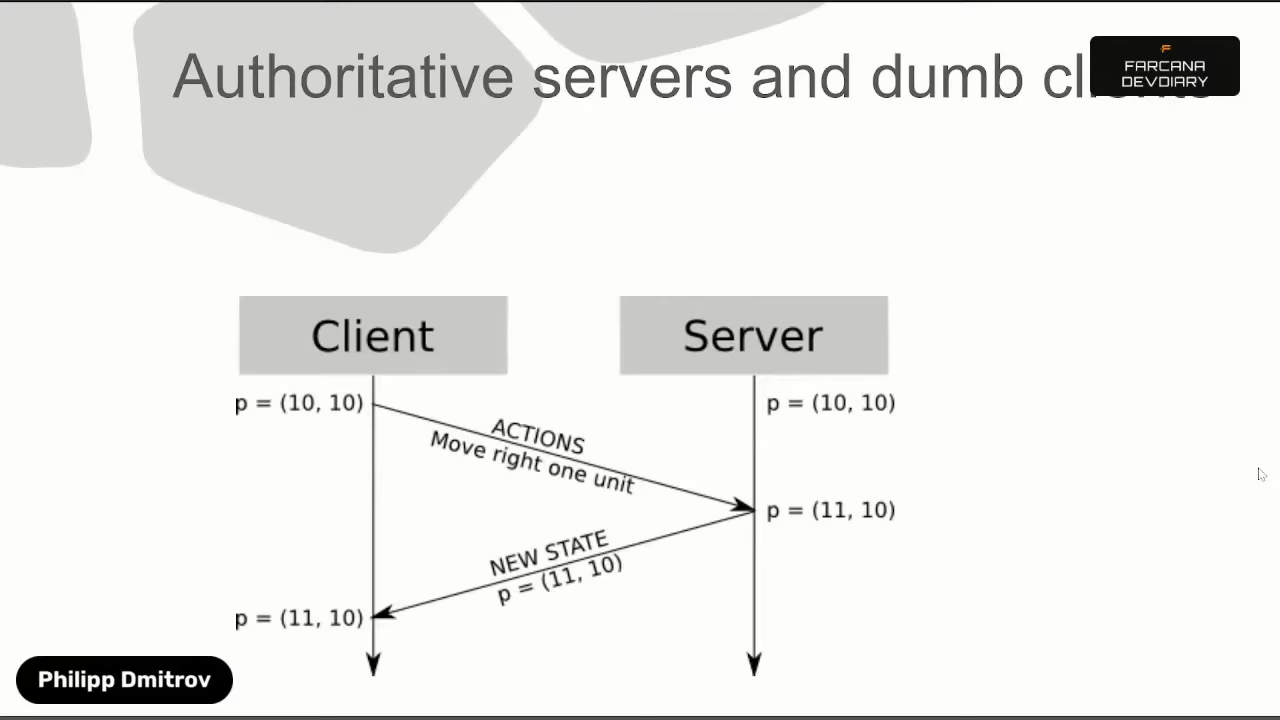 Authoritative servers and dumb
FARCANA
DEVDIARY
Client
Server
p = (10, 10)
p = (10, 10)
ACTIONS
Move right one unit
p = (11, 10)
NEW STATE
p = (11, 10)
p = (11, 10)
Philipp Dmitrov